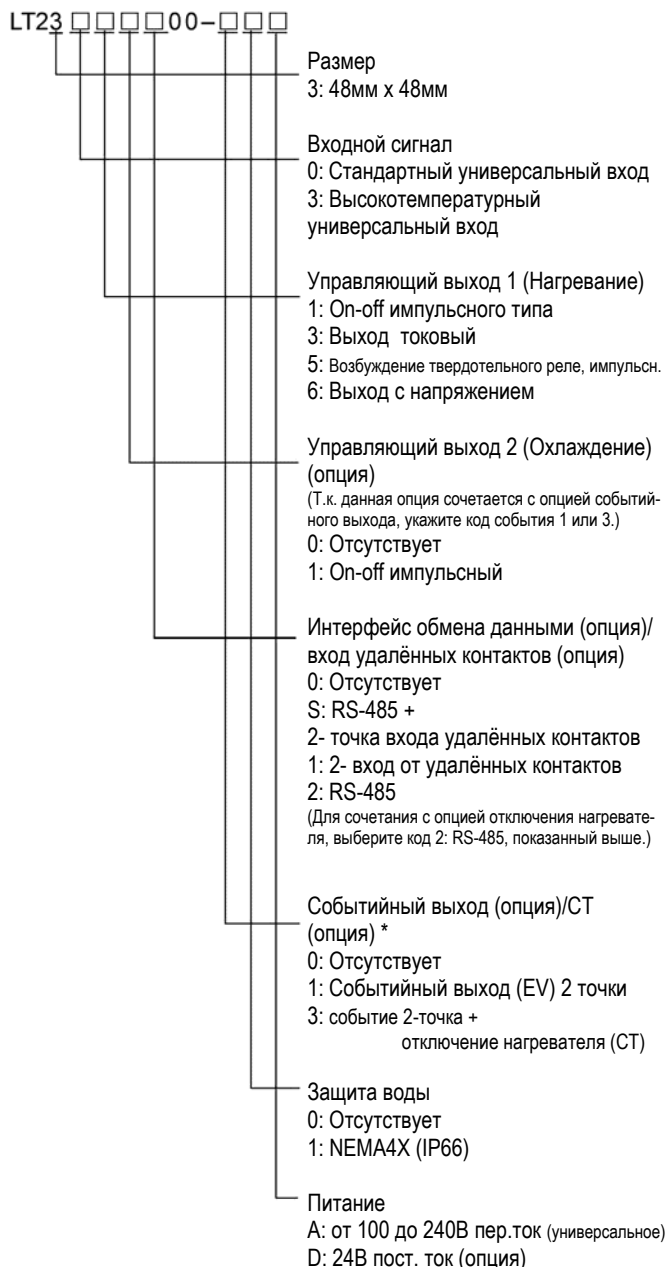 LT23 □ □ □ □ 00-□ □ □
Размер
3: 48мм x 48мм
Входной сигнал
0: Стандартный универсальный вход
3: Высокотемпературный
универсальный вход
Управляющий выход 1 (Нагревание)
1: On-off импульсного типа
3: Выход токовый
5: Возбуждение твердотельного реле, импульсн.
6: Выход с напряжением
Управляющий выход 2 (Охлаждение)
(опция)
(Т.к. данная опция сочетается с опцией событий-
ного выхода, укажите код события 1 или 3.)
0: Отсутствует
1: On-off импульсный
Интерфейс обмена данными (опция)/
вход удалённых контактов (опция)
0: Отсутствует
S: RS-485 +
2- точка входа удалённых контактов
1: 2- вход от удалённых контактов
2: RS-485
(Для сочетания с опцией отключения нагревате-
ля, выберите код 2: RS-485, показанный выше.)
Событийный выход (опция)/CT
(опция) *
0: Отсутствует
1: Событийный выход (EV) 2 точки
3: событие 2-точка +
отключение нагревателя (CT)
Защита воды
0: Отсутствует
1: NEMA4X (IP66)
Питание
A: от 100 до 240В пер.ток (универсальное)
D: 24В пост. ток (опция)